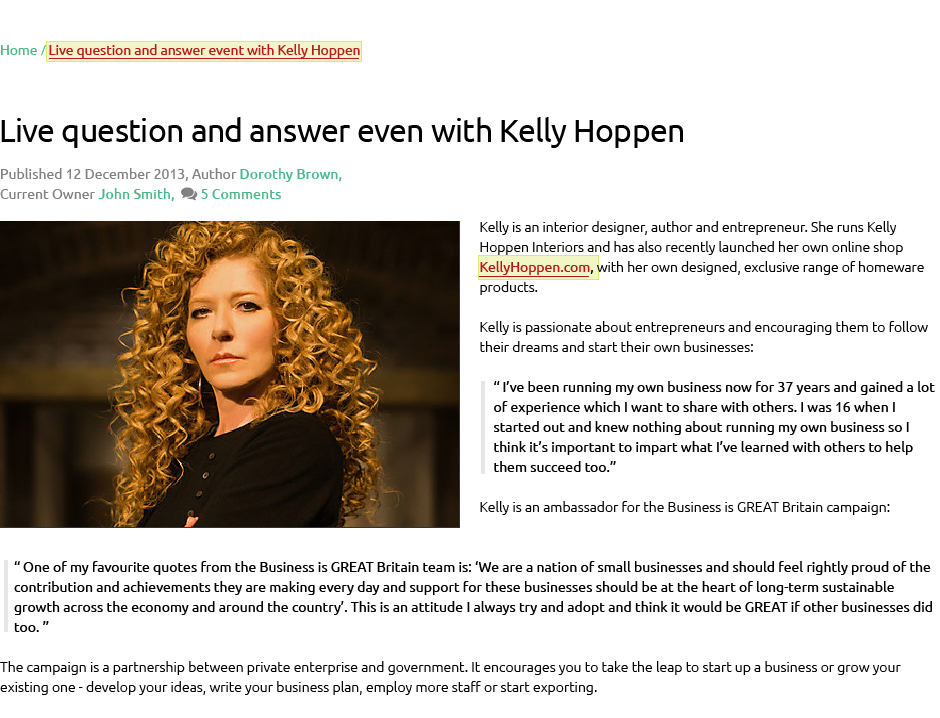 Home / Live question and answer event with Kelly Hoppen
Live question and answer even with Kelly Hoppen
Published 12 December 2013, Author Dorothy Brown,
Current Owner John Smith, 5 Comments
Kelly is an interior designer, author and entrepreneur. She runs Kelly
Hoppen Interiors and has also recently launched her own online shop
KellyHoppen.com, with her own designed, exclusive range of homeware
products.
Kelly is passionate about entrepreneurs and encouraging them to follow
their dreams and start their own businesses:
“ I’ve been running my own business now for 37 years and gained a lot
of experience which I want to share with others. I was 16 when I
started out and knew nothing about running my own business so I
think it’s important to impart what I’ve learned with others to help
them succeed too.”
Kelly is an ambassador for the Business is GREAT Britain campaign:
“ One of my favourite quotes from the Business is GREAT Britain team is: ‘We are a nation of small businesses and should feel rightly proud of the
contribution and achievements they are making every day and support for these businesses should be at the heart of long-term sustainable
growth across the economy and around the country’. This is an attitude I always try and adopt and think it would be GREAT if other businesses did
too. ”
The campaign is a partnership between private enterprise and government. It encourages you to take the leap to start up a business or grow your
existing one - develop your ideas, write your business plan, employ more staff or start exporting.